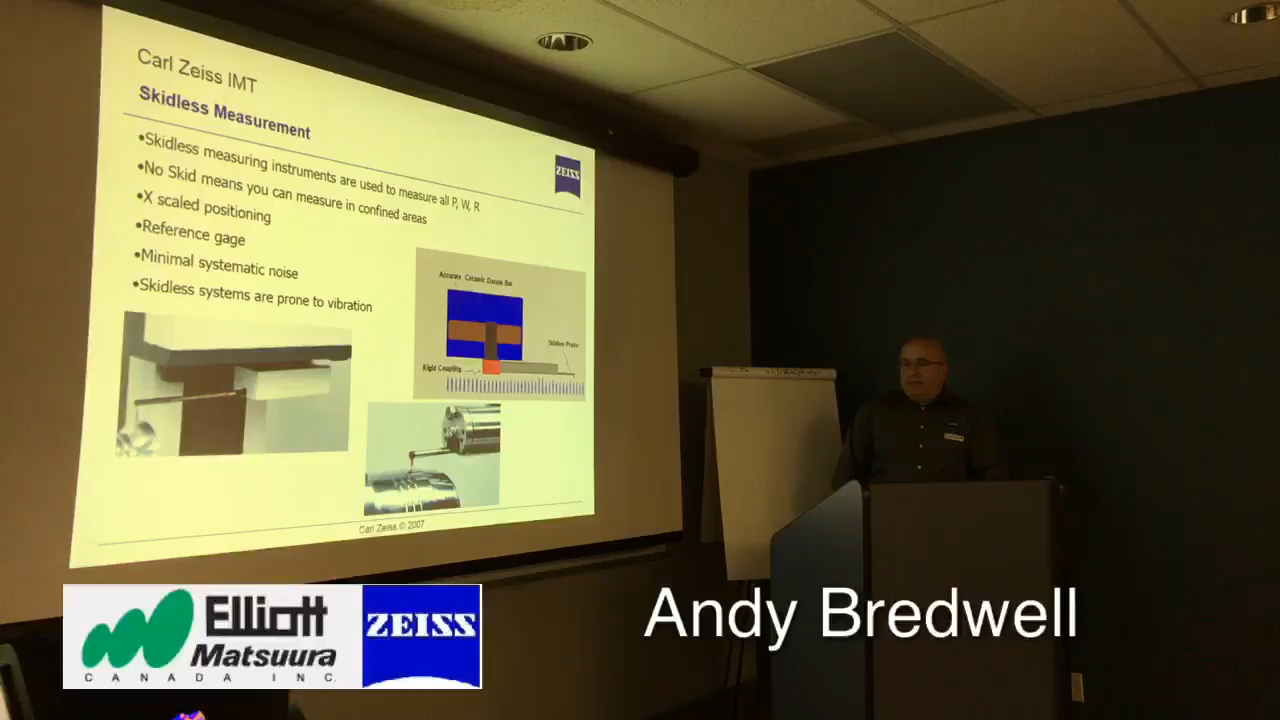 Carl Zeiss IMT
Skidless Measurement
ZEISS
•Skidless measuring instruments are used to measure all P, W, R
•No Skid means you can measure in confined areas
•X scaled positioning
•Reference gage
•Minimal systematic noise
•Skidless systems are prone to vibration
Accurate Ceramic Datum Bar
Skidless Probe
Rigid Coupling
Carl Zeiss © 2007
Elliott
Matsuura
CANADA INC.
ZEISS
Andy Bredwell